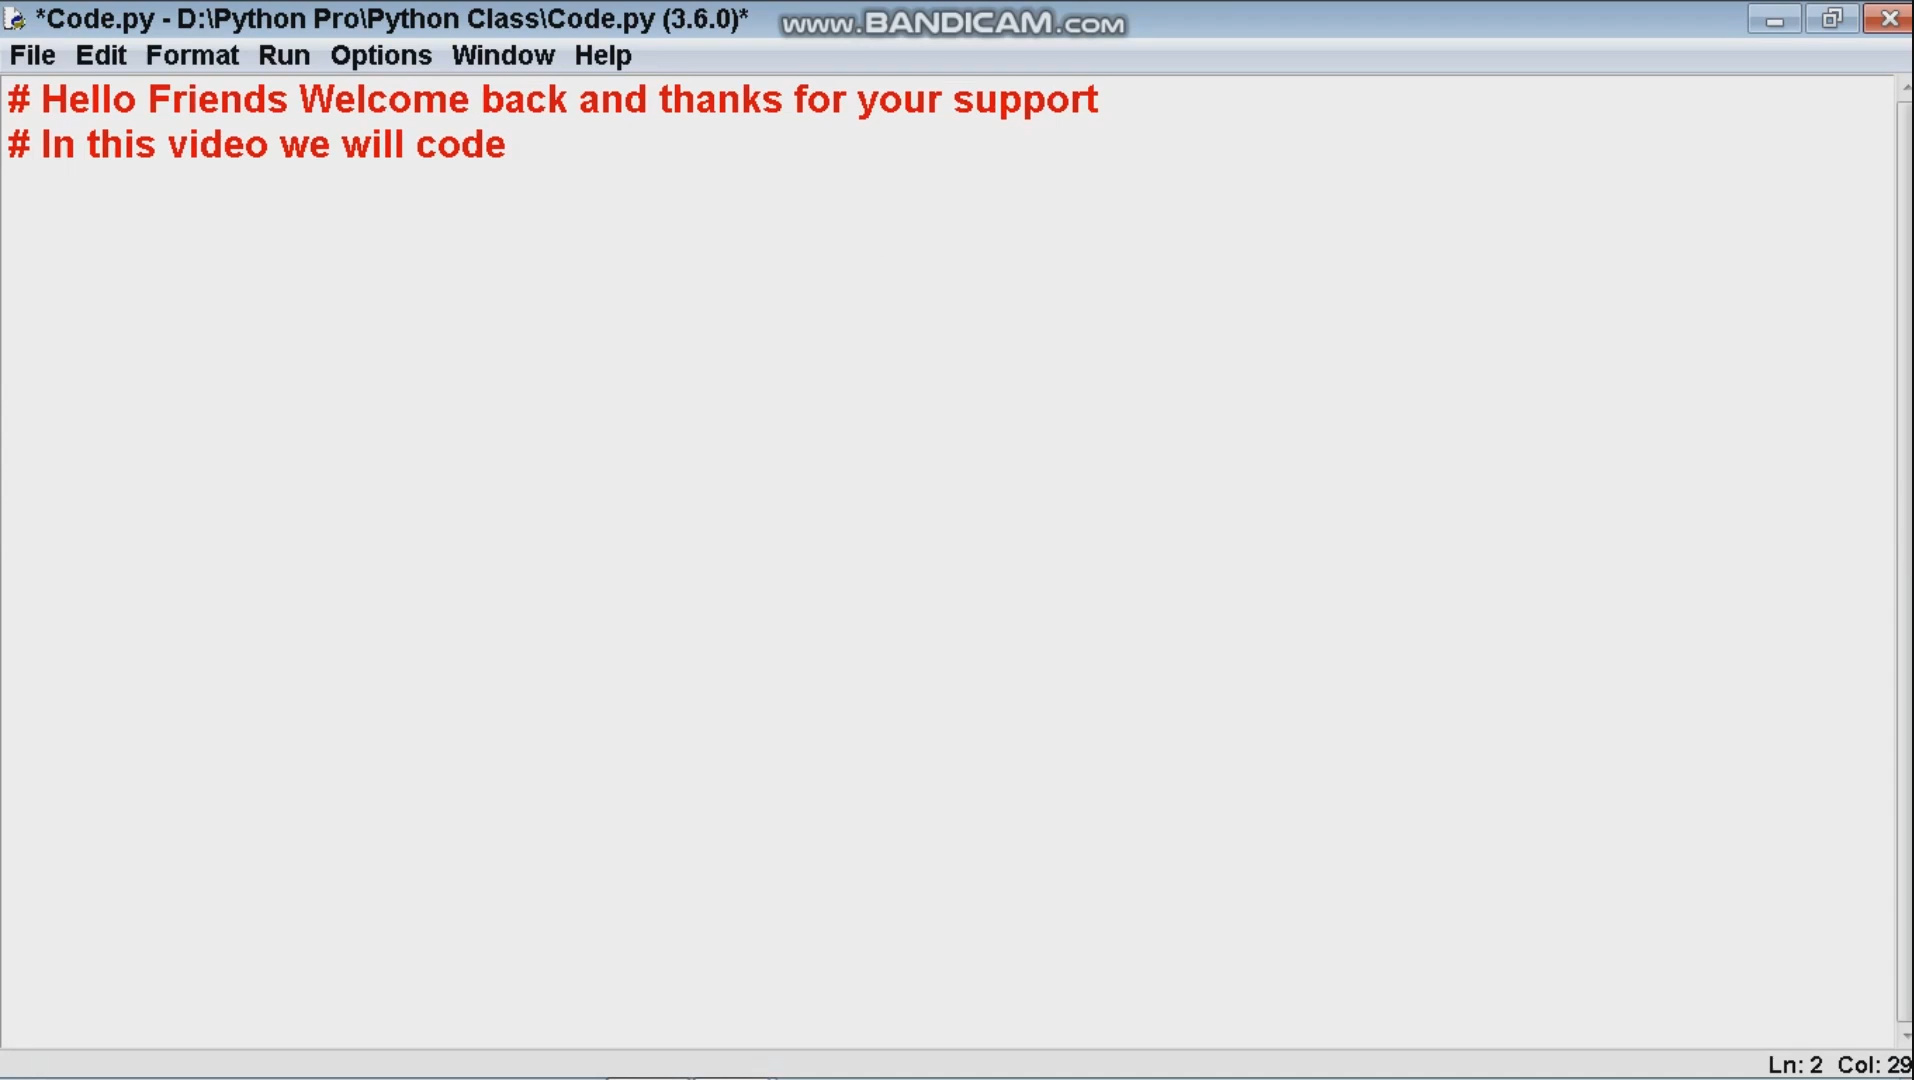 *Code.py - D:\Python Pro\Python Class\Code.py (3.6.0)*
www.BANDICAM.com
File Edit Format Run Options Window Help
# Hello Friends Welcome back and thanks for your support
# In this video we will code
Ln: 2 Col: 29